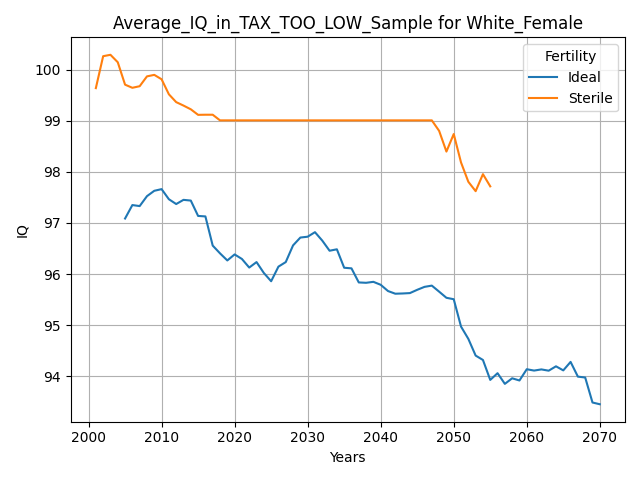 Average_IQ_in_TAX_TOO_LOW_Sample for White_Female
Fertility
Ideal
Sterile
IQ
100
99
98
97
96
95
94
2000 2010 2020 2030 2040 2050 2060 2070
Years